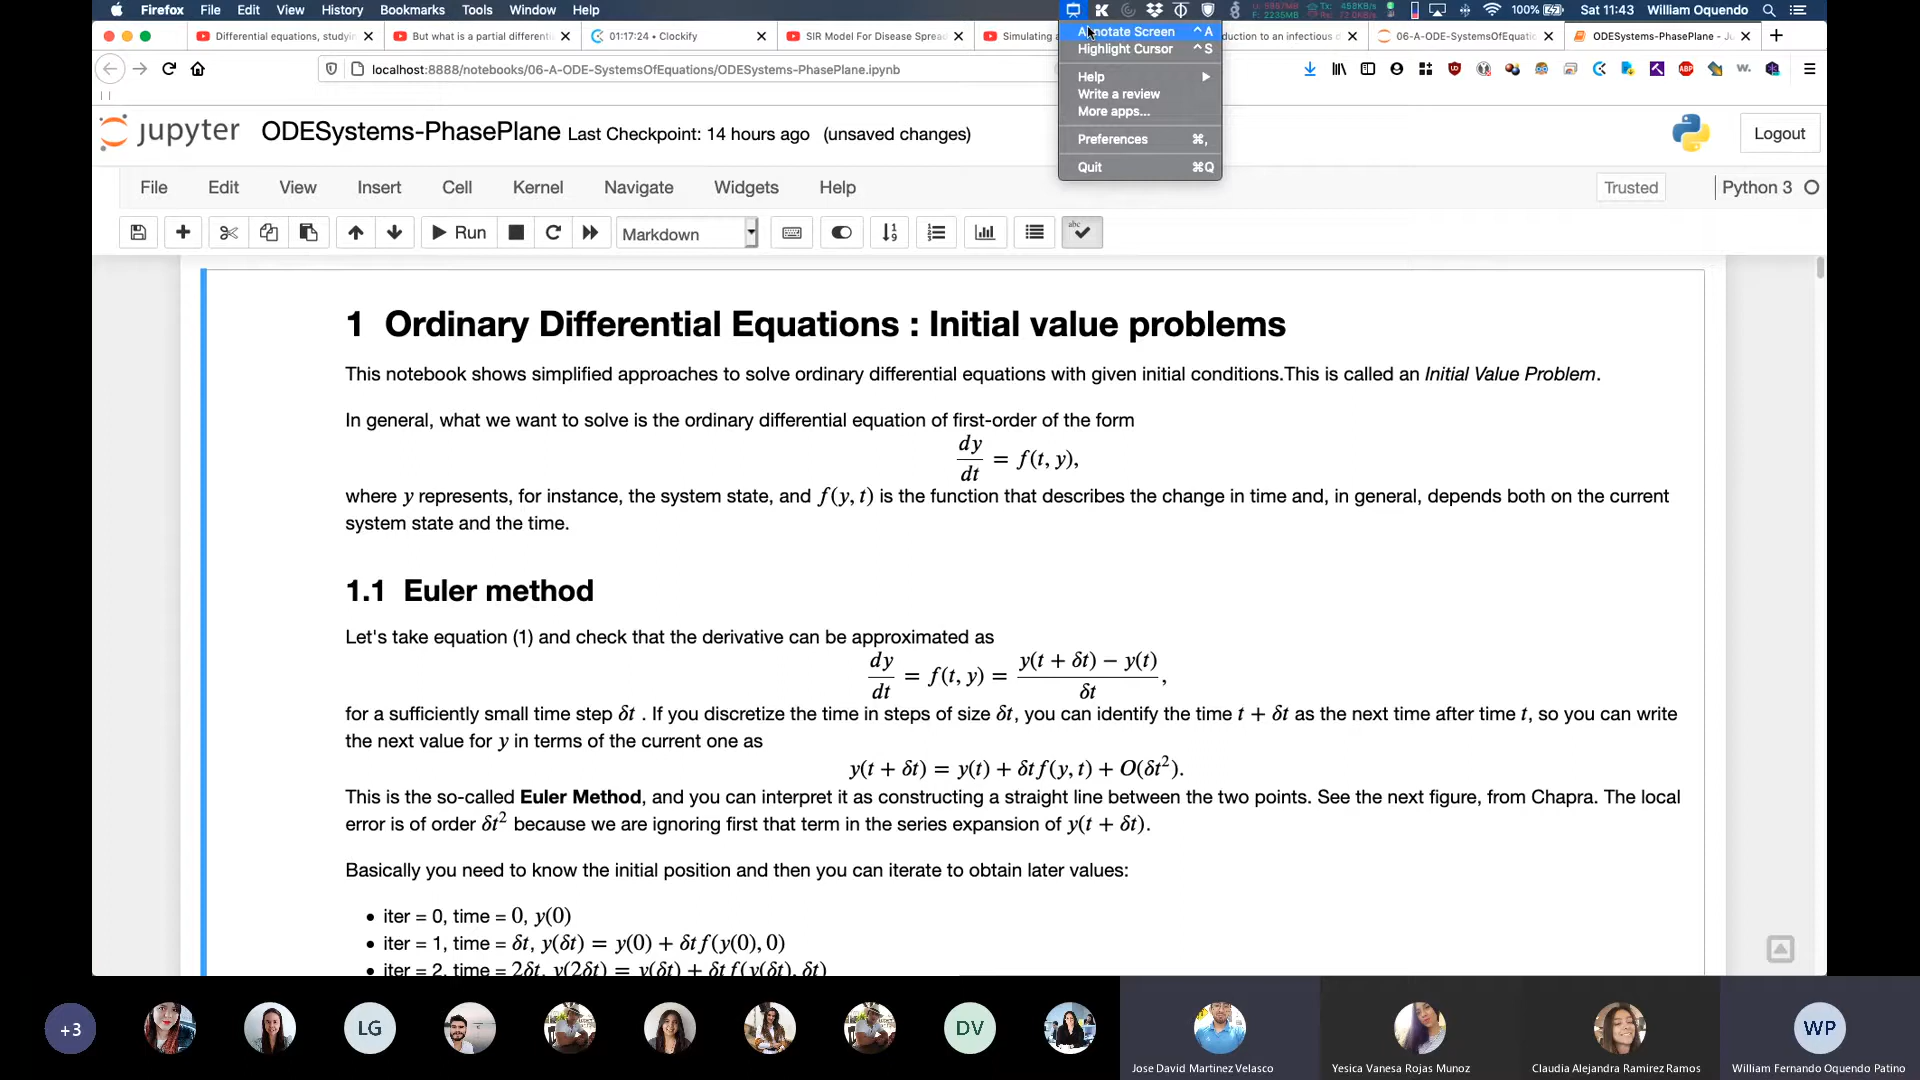 Firefox File Edit View History Bookmarks Tools Window Help 100% Sat 11:43 William Oquendo
Differential equations, studyin But what is a partial differenti 01:17:24 • Clockify SIR Model For Disease Sprea Simulating duction to an infectious d 06-A-ODE-SystemsOfEquatio ODESystems-PhasePlane - Ju
Annotate Screen ^ A
Highlight Cursor ^ S
Help
Write a review
More apps...
Preferences ⌘,
Quit ⌘Q
localhost:8888/notebooks/06-A-ODE-SystemsOfEquations/ODESystems-PhasePlane.ipynb
jupyter ODESystems-PhasePlane Last Checkpoint: 14 hours ago (unsaved changes) Logout
File Edit View Insert Cell Kernel Navigate Widgets Help Trusted Python 3
Run Markdown
1 Ordinary Differential Equations : Initial value problems
This notebook shows simplified approaches to solve ordinary differential equations with given initial conditions.This is called an Initial Value Problem.
In general, what we want to solve is the ordinary differential equation of first-order of the form
dy/dt = f(t, y),
where y represents, for instance, the system state, and f(y, t) is the function that describes the change in time and, in general, depends both on the current
system state and the time.
1.1 Euler method
Let's take equation (1) and check that the derivative can be approximated as
dy/dt = f(t, y) = y(t + δt) − y(t)/δt,
for a sufficiently small time step δt . If you discretize the time in steps of size δt, you can identify the time t + δt as the next time after time t, so you can write
the next value for y in terms of the current one as
y(t + δt) = y(t) + δtf(y, t) + O(δt²).
This is the so-called Euler Method, and you can interpret it as constructing a straight line between the two points. See the next figure, from Chapra. The local
error is of order δt² because we are ignoring first that term in the series expansion of y(t + δt).
Basically you need to know the initial position and then you can iterate to obtain later values:
• iter = 0, time = 0, y(0)
• iter = 1, time = δt, y(δt) = y(0) + δtf(y(0), 0)
• iter = 2, time = 2δt, y(2δt) = y(δt) + δtf(y(δt), δt)
+3 LG DV WP
Jose David Martinez Velasco Yesica Vanesa Rojas Munoz Claudia Alejandra Ramirez Ramos William Fernando Oquendo Patino